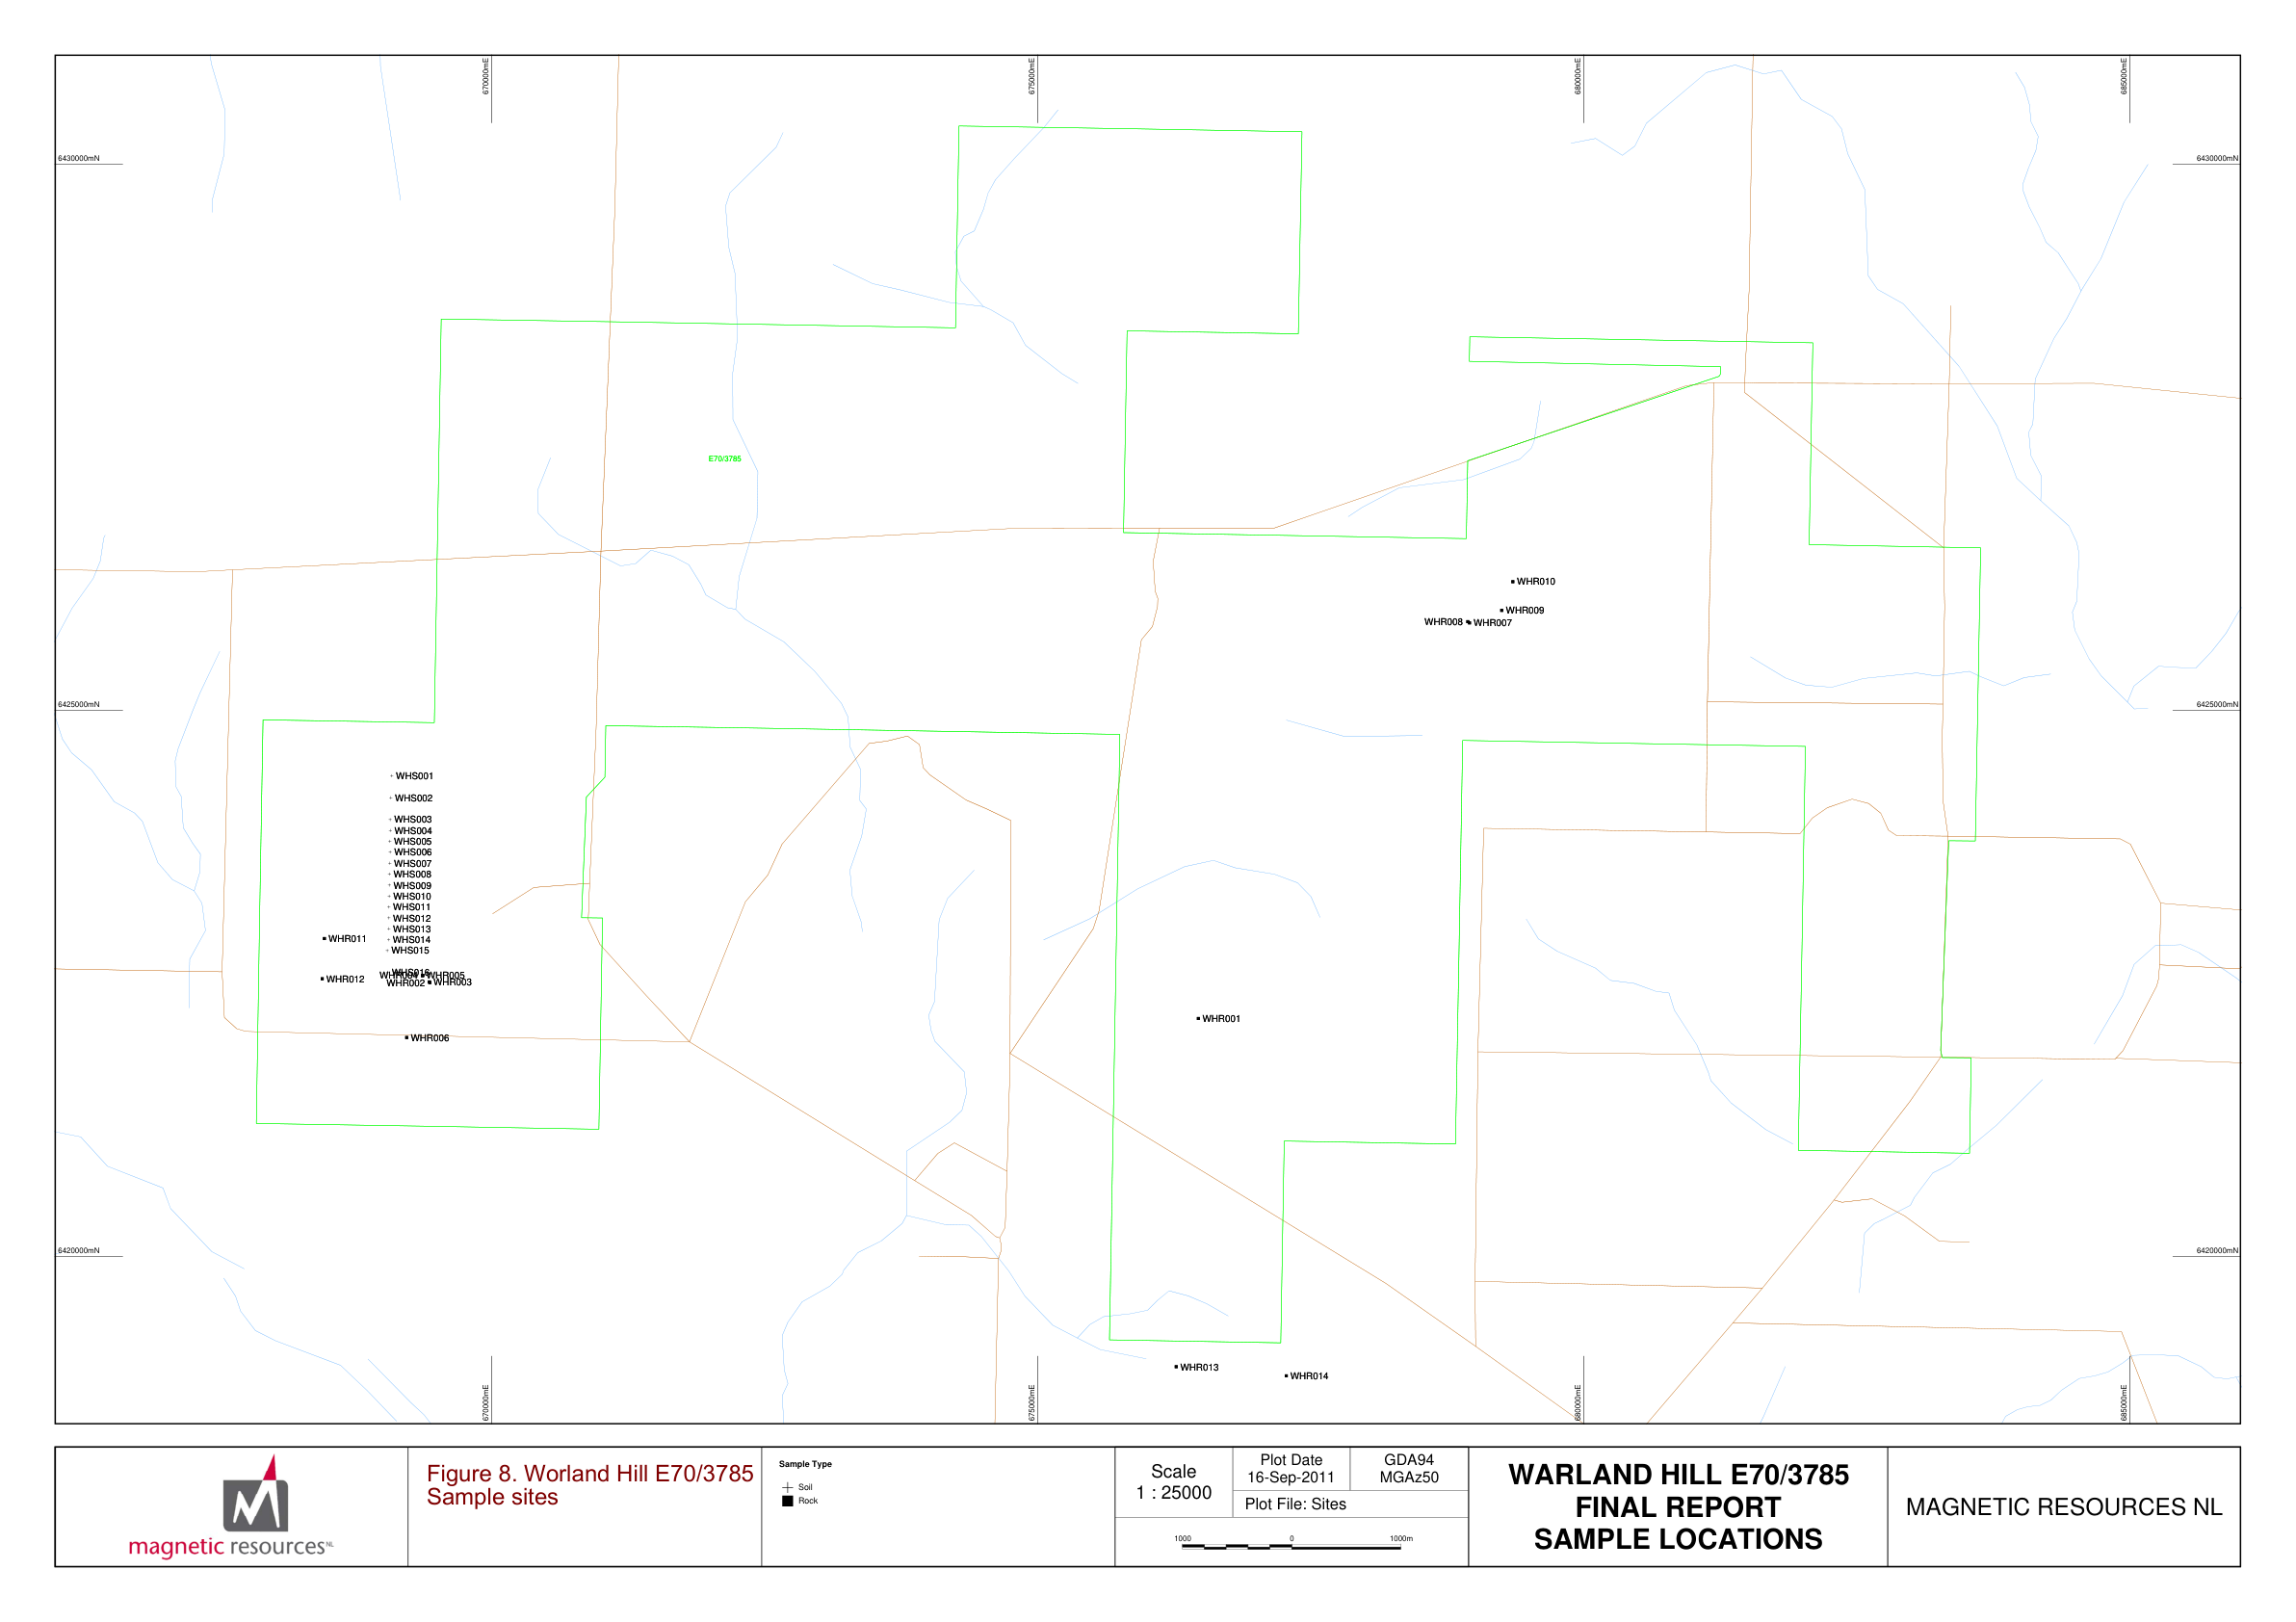 670000mE
675000mE
680000mE
685000mE
6430000mN
6430000mN
E70/3785
WHR010
WHR009
WHR008
WHR007
6425000mN
6425000mN
WHS001
WHS002
WHS003
WHS004
WHS005
WHS006
WHS007
WHS008
WHS009
WHS010
WHS011
WHS012
WHS013
WHR011
WHS014
WHS015
WHS016
WHR004
WHR005
WHR012
WHR002
WHR003
WHR001
WHR006
6420000mN
6420000mN
WHR013
WHR014
670000mE
675000mE
680000mE
685000mE
magnetic resources NL
Figure 8. Worland Hill E70/3785
Sample sites
Sample Type
Soil
Rock
Scale
1 : 25000
Plot Date
16-Sep-2011
GDA94
MGAz50
Plot File: Sites
1000 0 1000m
WARLAND HILL E70/3785
FINAL REPORT
SAMPLE LOCATIONS
MAGNETIC RESOURCES NL